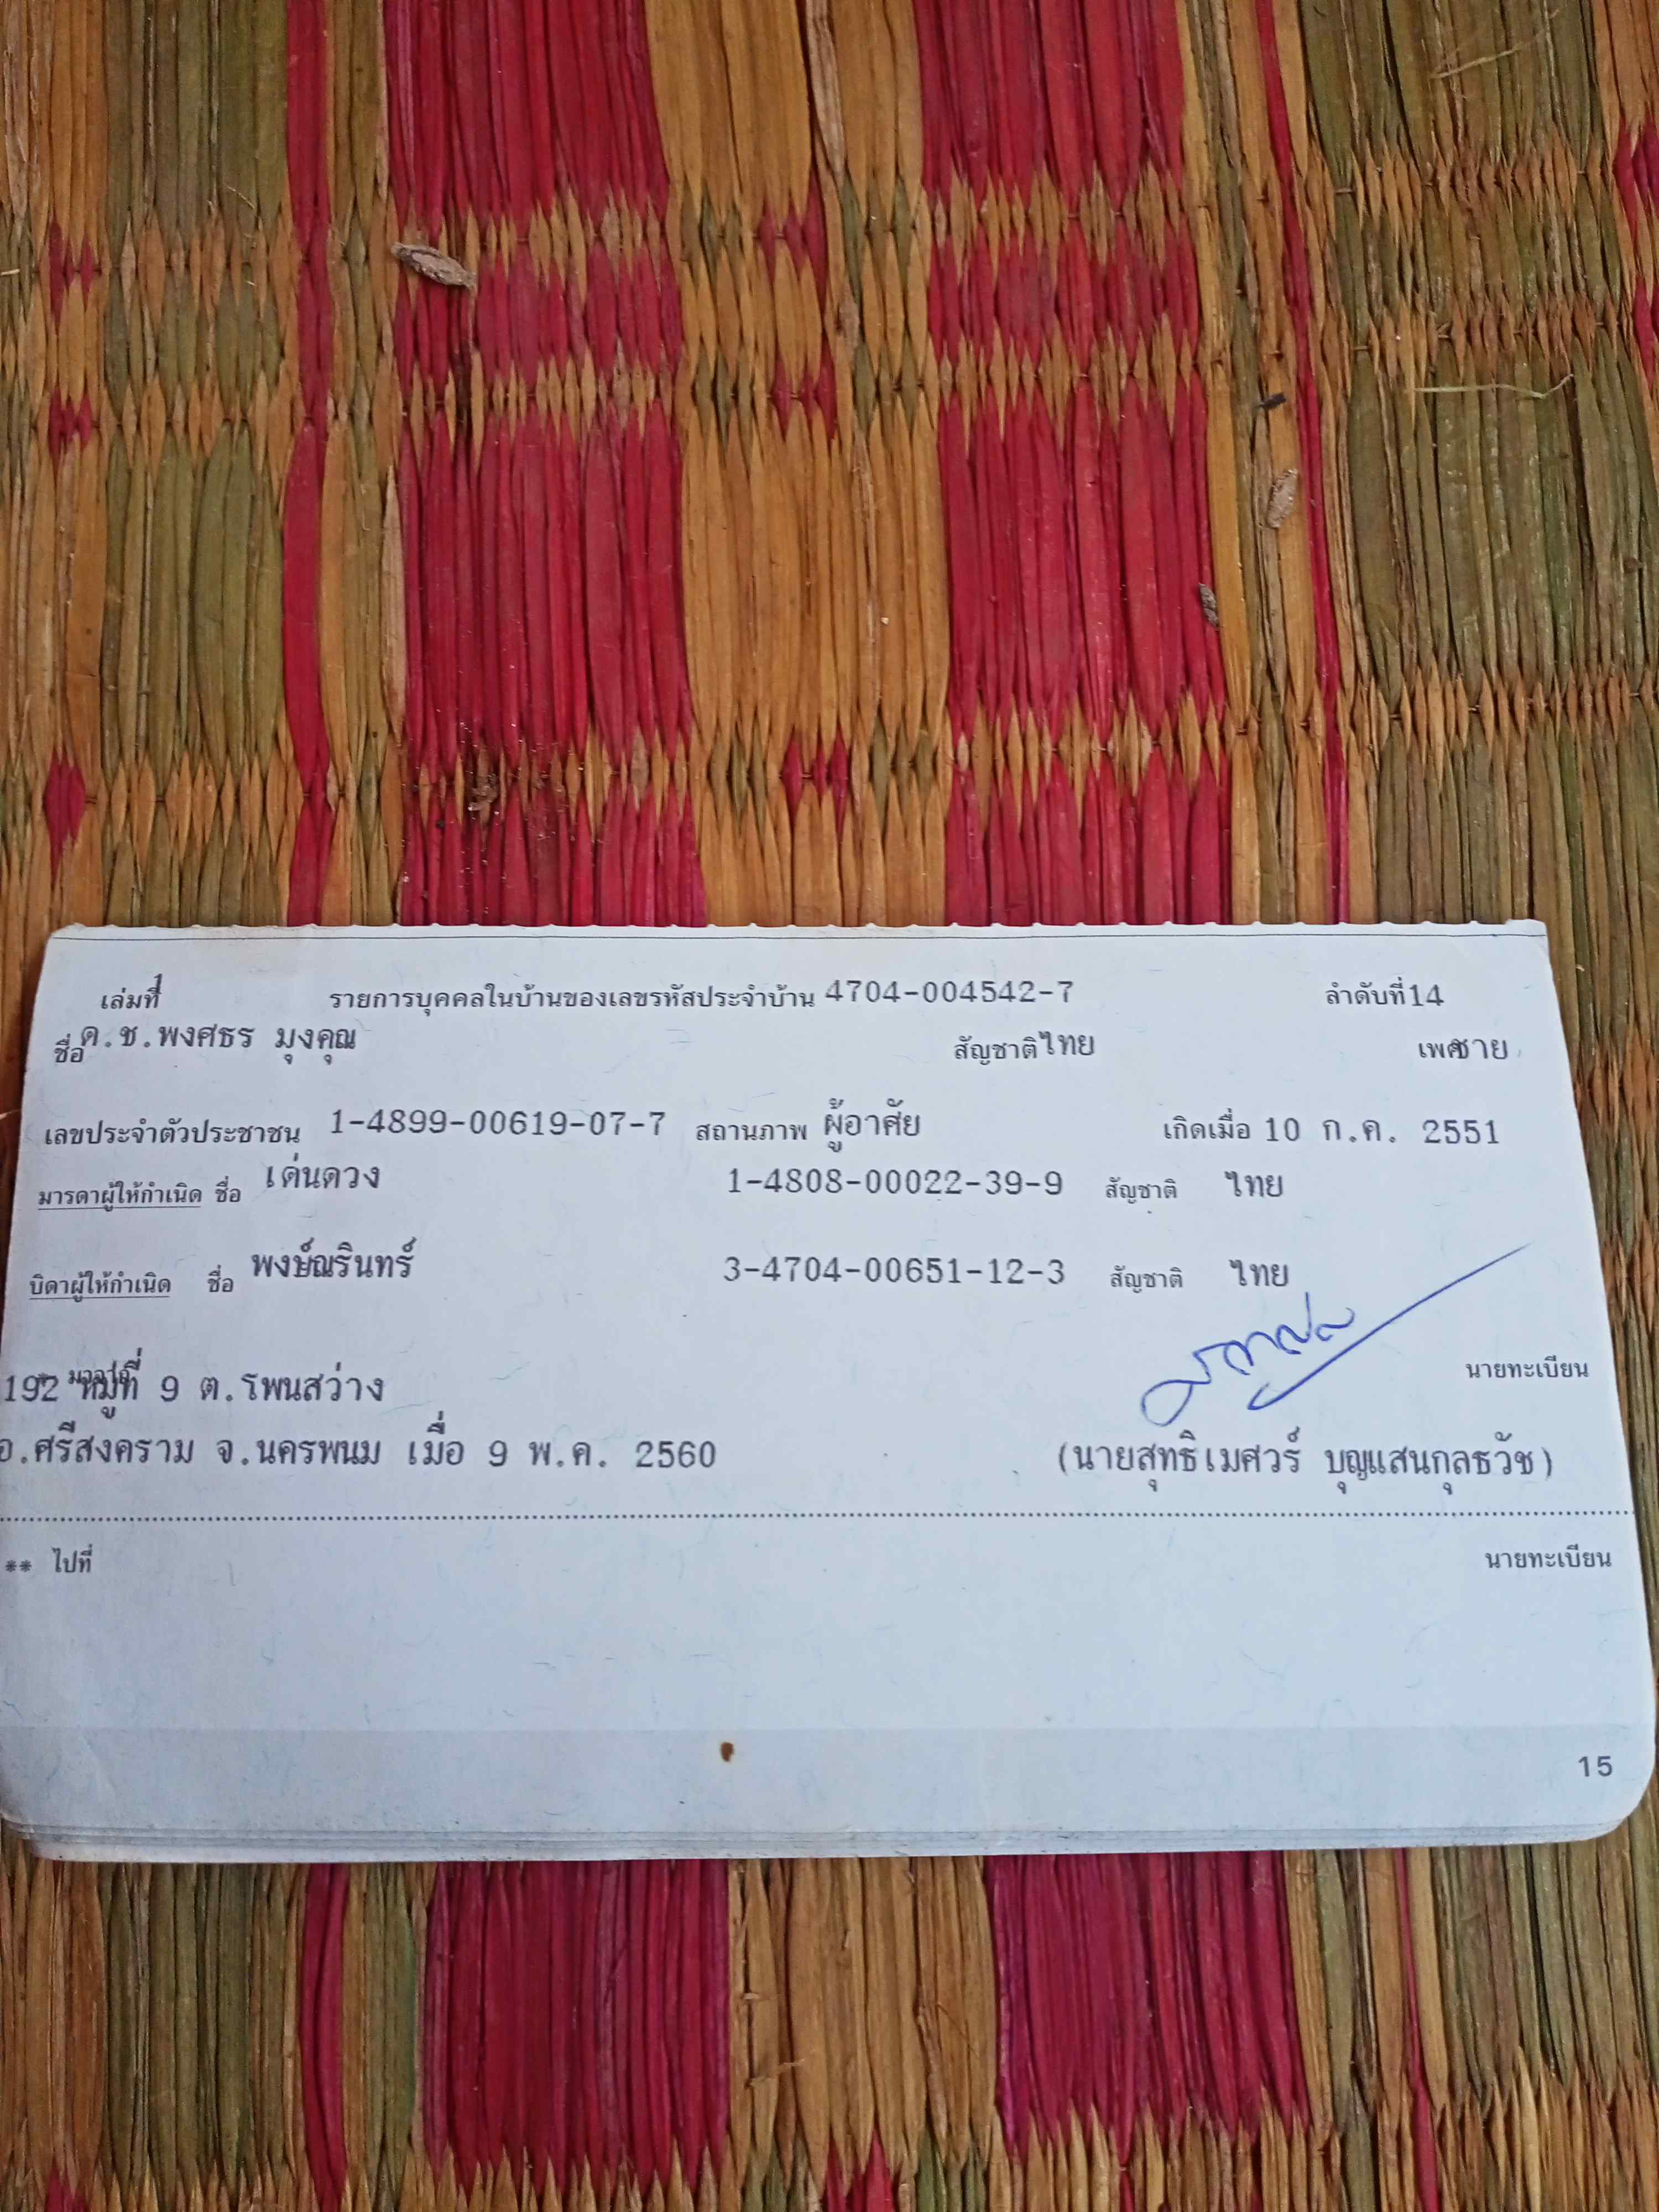 เล่มที่ 1 รายการบุคคลในบ้านของเลขรหัสประจำบ้าน 4704-004542-7 ลำดับที่ 14
ชื่อ ด.ช.พงศธร มุงคุณ สัญชาติ ไทย เพศ ชาย
เลขประจำตัวประชาชน 1-4899-00619-07-7 สถานภาพ ผู้อาศัย เกิดเมื่อ 10 ก.ค. 2551
มารดาผู้ให้กำเนิด ชื่อ เด่นดวง 1-4808-00022-39-9 สัญชาติ ไทย
บิดาผู้ให้กำเนิด ชื่อ พงษ์ณรินทร์ 3-4704-00651-12-3 สัญชาติ ไทย
* มาจาก นายทะเบียน
192 หมู่ที่ 9 ต.โพนสว่าง
อ.ศรีสงคราม จ.นครพนม เมื่อ 9 พ.ค. 2560 (นายสุทธิเมศวร์ บุญแสนกุลธวัช)
** ไปที่ นายทะเบียน
15